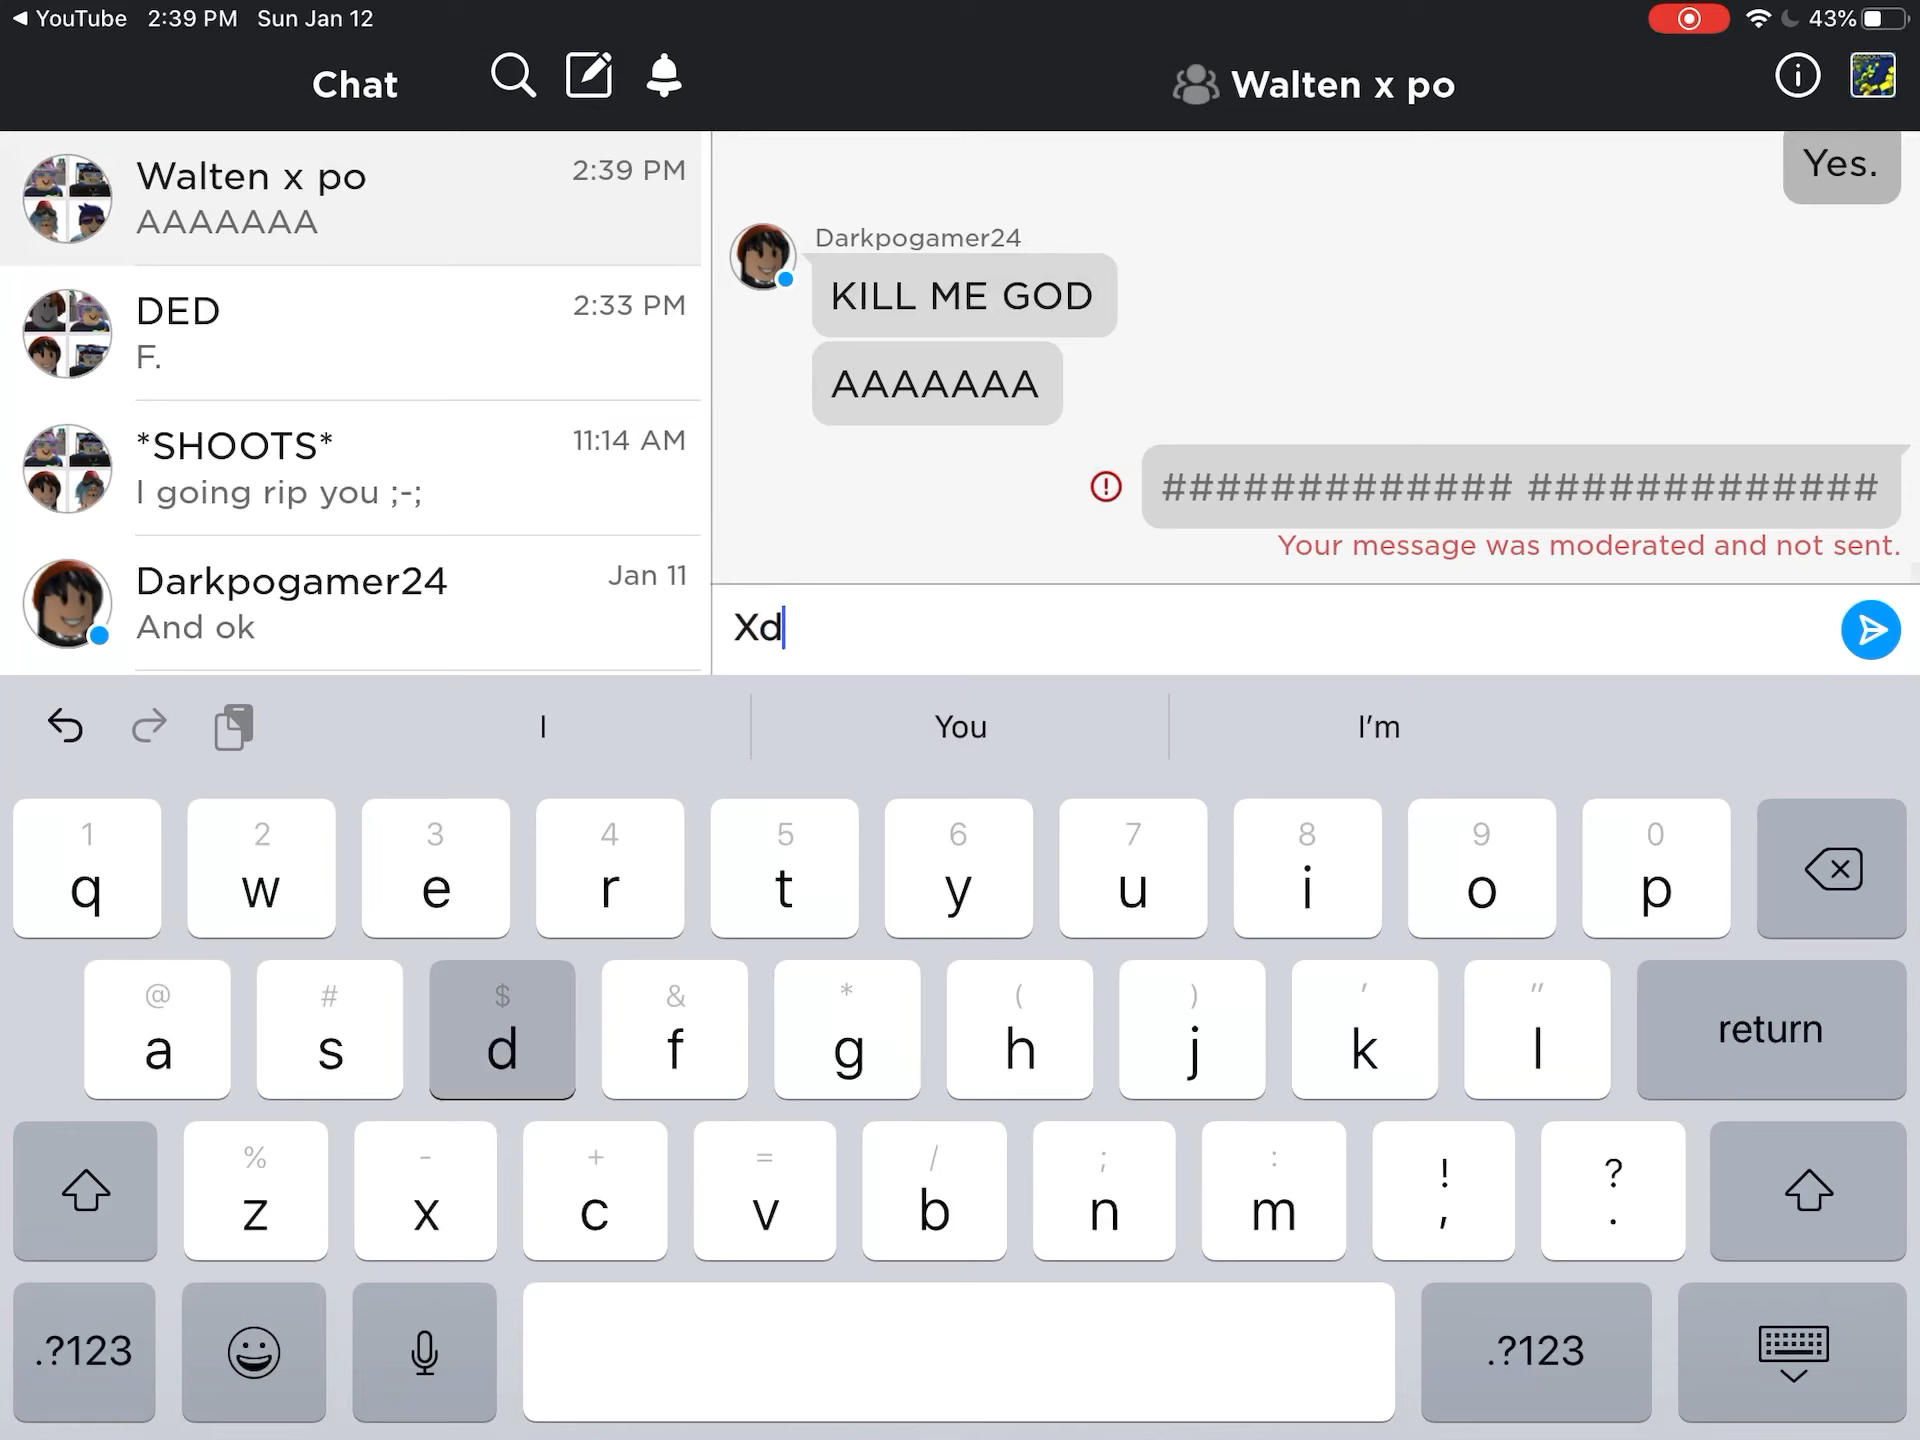 YouTube 2:39 PM Sun Jan 12
43%
Chat
Walten x po
Walten x po 2:39 PM
AAAAAAA
DED 2:33 PM
F.
*SHOOTS* 11:14 AM
I going rip you ;-;
Darkpogamer24 Jan 11
And ok
Yes.
Darkpogamer24
KILL ME GOD
AAAAAAA
############# #############
Your message was moderated and not sent.
Xd
I You I'm
1 2 3 4 5 6 7 8 9 0
q w e r t y u i o p
@ # $ & * ( ) ' "
a s d f g h j k l return
% - + = / ; : ! ?
z x c v b n m , .
.?123 .?123